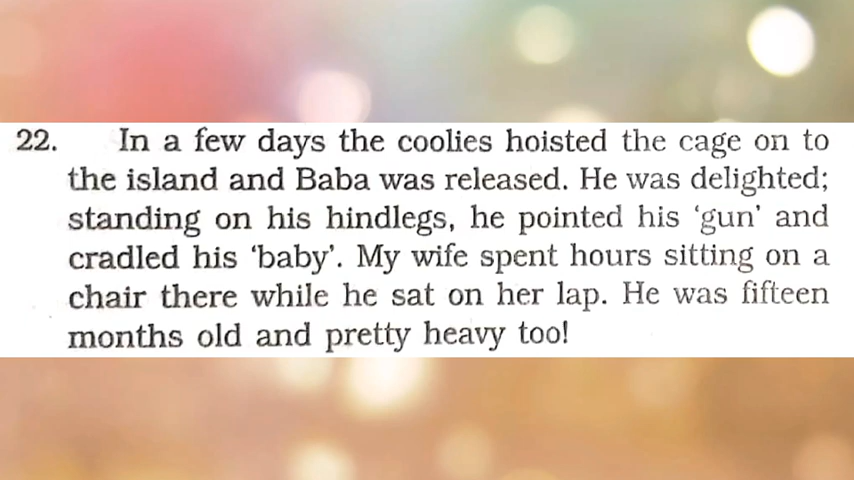 22. In a few days the coolies hoisted the cage on to
the island and Baba was released. He was delighted;
standing on his hindlegs, he pointed his ‘gun’ and
cradled his ‘baby’. My wife spent hours sitting on a
chair there while he sat on her lap. He was fifteen
months old and pretty heavy too!